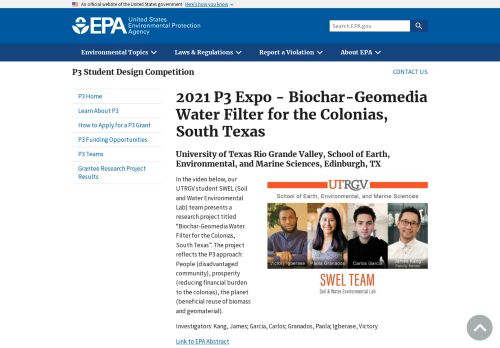 An official website of the United States government Here's how you know
EPA United States
Environmental Protection
Agency
Search EPA.gov
Environmental Topics Laws & Regulations Report a Violation About EPA
P3 Student Design Competition
CONTACT US
P3 Home
Learn About P3
How to Apply for a P3 Grant
P3 Funding Opportunities
P3 Teams
Grantee Research Project
Results
2021 P3 Expo - Biochar-Geomedia
Water Filter for the Colonias,
South Texas
University of Texas Rio Grande Valley, School of Earth,
Environmental, and Marine Sciences, Edinburgh, TX
In the video below, our
UTRGV student SWEL (Soil
and Water Environmental
Lab) team presents a
research project titled
"Biochar-Geomedia Water
Filter for the Colonias,
South Texas". The project
reflects the P3 approach:
People (disadvantaged
community), prosperity
(reducing financial burden
to the colonias), the planet
(beneficial reuse of biomass
and geomaterial).
UTRGV
School of Earth, Environmental, and Marine Sciences
Victory Igberase Paola Granados Carlos Garcia James Kang
Faculty Mentor
SWEL TEAM
Soil & Water Environmental Lab
Investigators: Kang, James; Garcia, Carlos; Granados, Paola; Igberase, Victory
Link to EPA Abstract